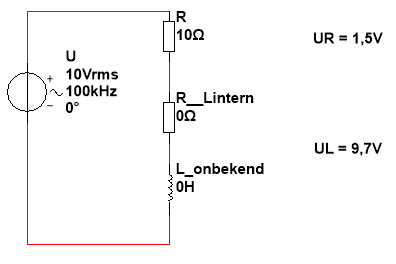 R
10Ω
UR = 1,5V
U
10Vrms
100kHz
0°
R__Lintern
0Ω
UL = 9,7V
L_onbekend
0H